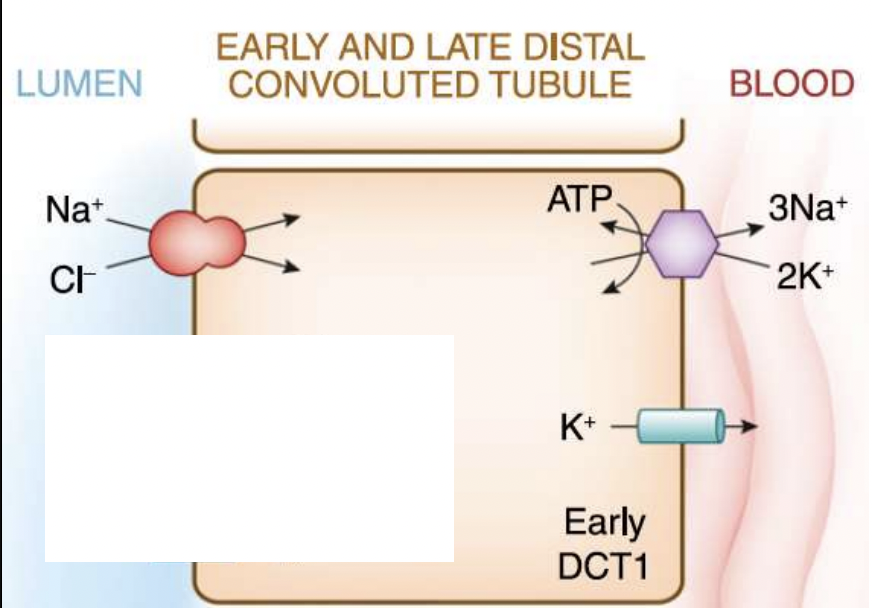 EARLY AND LATE DISTAL
CONVOLUTED TUBULE
LUMEN
BLOOD
Na⁺
Cl⁻
ATP
3Na⁺
2K⁺
K⁺
Early
DCT1